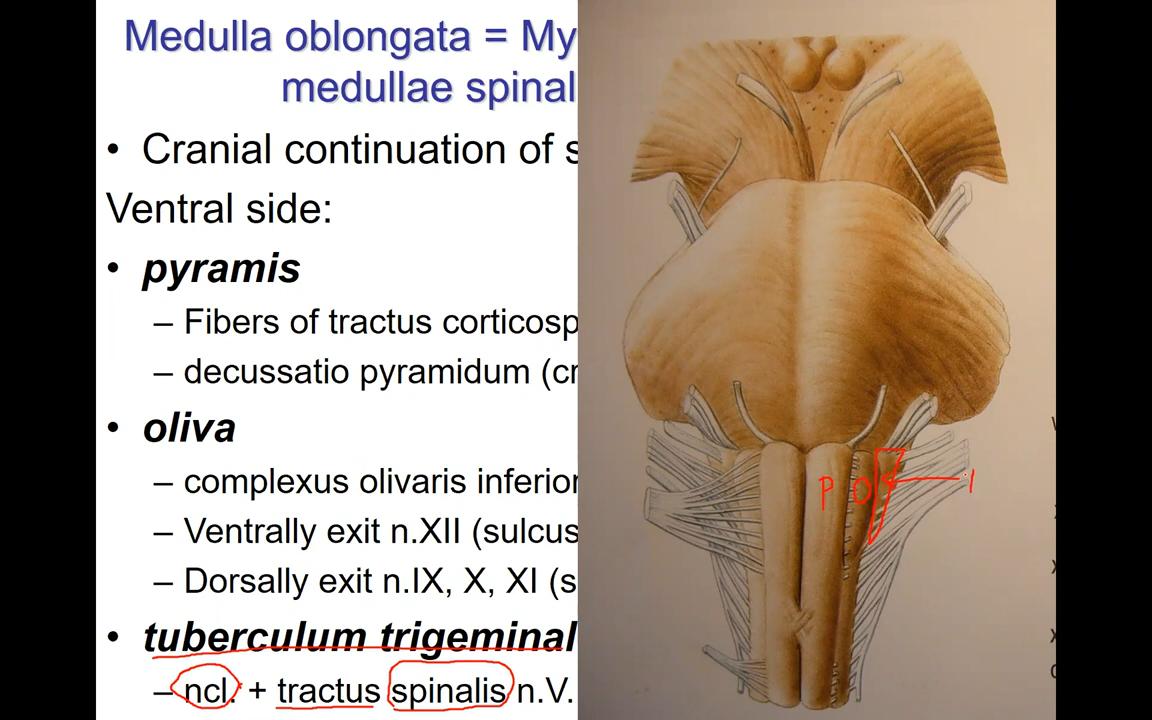 Medulla oblongata = My
medullae spinal
• Cranial continuation of s
Ventral side:
• pyramis
– Fibers of tractus corticosp
– decussatio pyramidum (cr
• oliva
– complexus olivaris inferior
– Ventrally exit n.XII (sulcus
– Dorsally exit n.IX, X, XI (s
• tuberculum trigeminal
– ncl. + tractus spinalis n.V.
P O